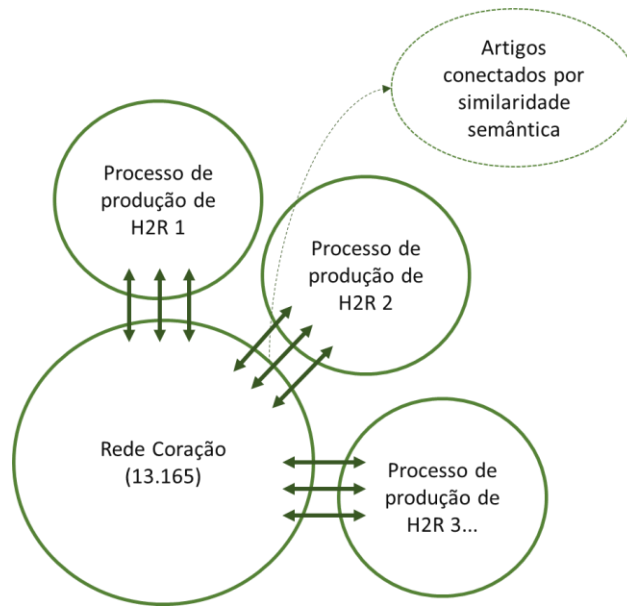 Artigos
conectados por
similaridade
semântica
Processo de
produção de
H2R 1
Processo de
produção de
H2R 2
Rede Coração
(13.165)
Processo de
produção de
H2R 3...